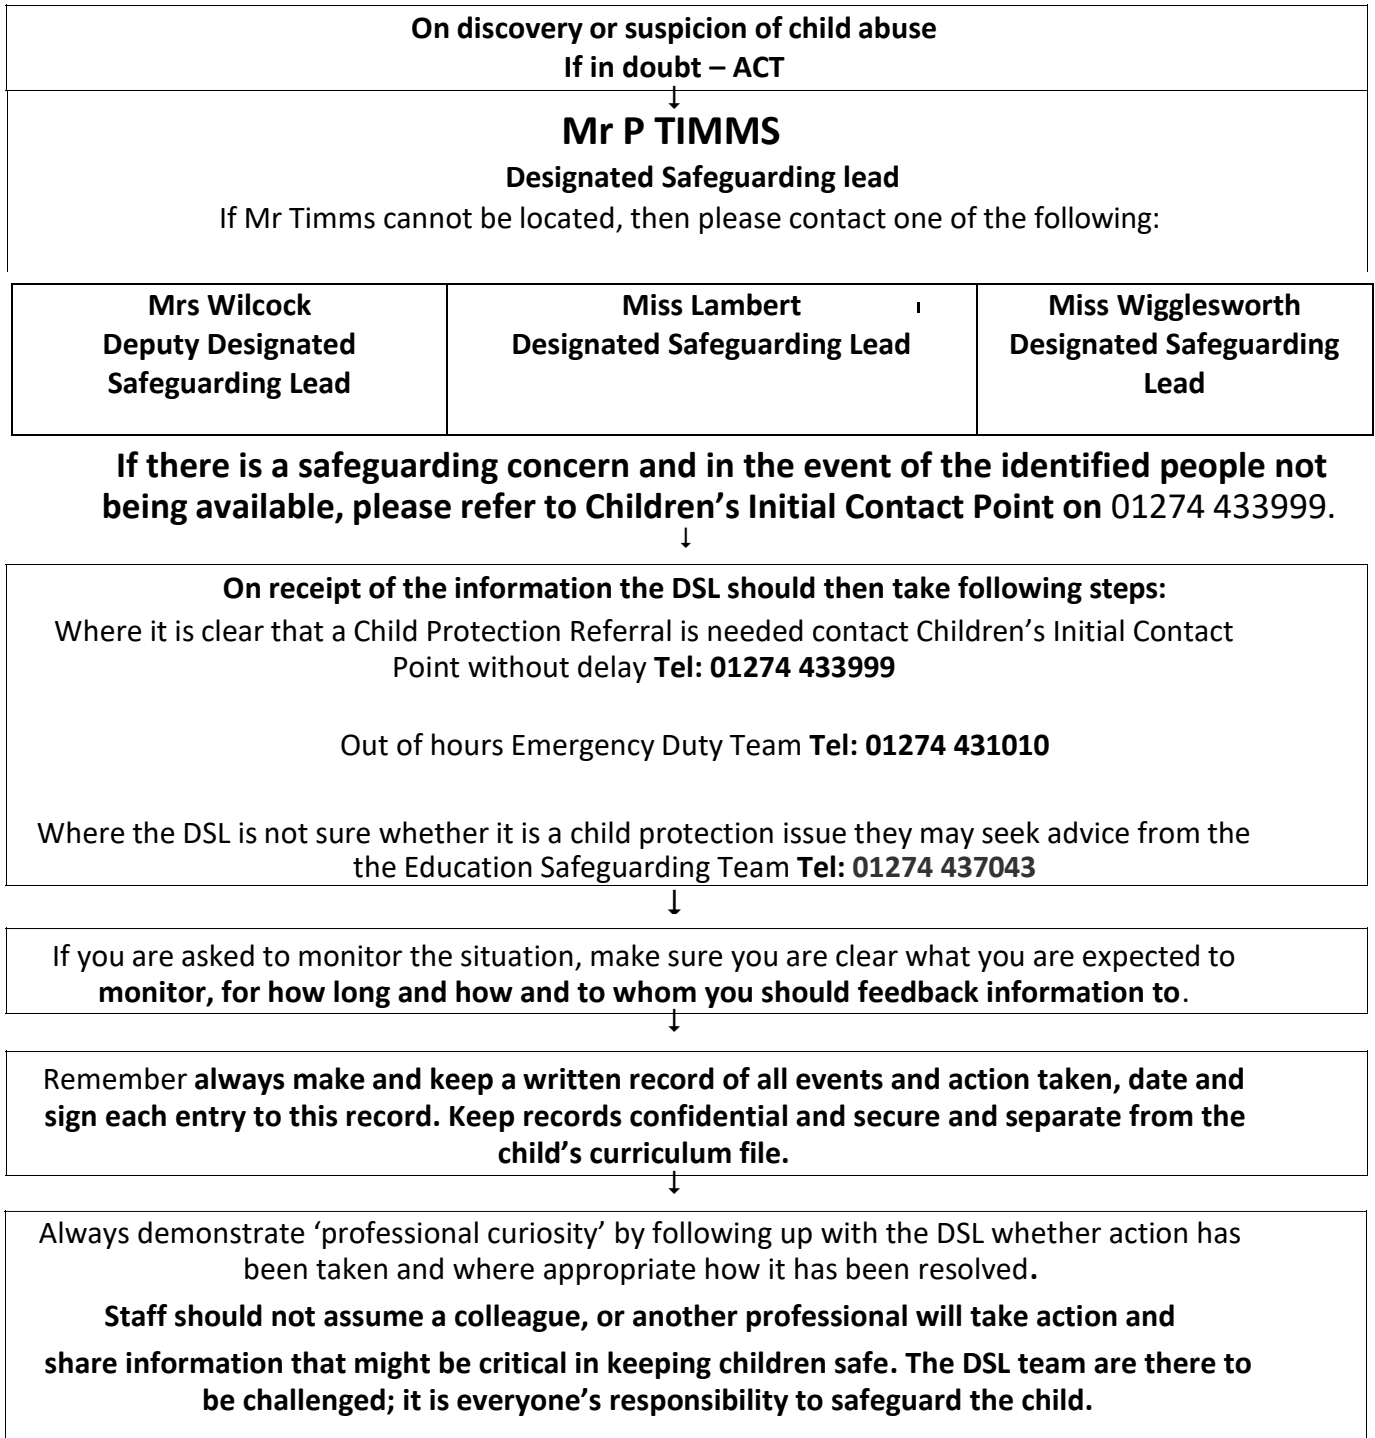 On discovery or suspicion of child abuse
If in doubt – ACT
↓
Mr P TIMMS
Designated Safeguarding lead
If Mr Timms cannot be located, then please contact one of the following:
Mrs Wilcock
Deputy Designated
Safeguarding Lead
Miss Lambert
Designated Safeguarding Lead
Miss Wigglesworth
Designated Safeguarding
Lead
If there is a safeguarding concern and in the event of the identified people not
being available, please refer to Children’s Initial Contact Point on 01274 433999.
↓
On receipt of the information the DSL should then take following steps:
Where it is clear that a Child Protection Referral is needed contact Children’s Initial Contact
Point without delay Tel: 01274 433999
Out of hours Emergency Duty Team Tel: 01274 431010
Where the DSL is not sure whether it is a child protection issue they may seek advice from the
the Education Safeguarding Team Tel: 01274 437043
↓
If you are asked to monitor the situation, make sure you are clear what you are expected to
monitor, for how long and how and to whom you should feedback information to.
↓
Remember always make and keep a written record of all events and action taken, date and
sign each entry to this record. Keep records confidential and secure and separate from the
child’s curriculum file.
↓
Always demonstrate ‘professional curiosity’ by following up with the DSL whether action has
been taken and where appropriate how it has been resolved.
Staff should not assume a colleague, or another professional will take action and
share information that might be critical in keeping children safe. The DSL team are there to
be challenged; it is everyone’s responsibility to safeguard the child.